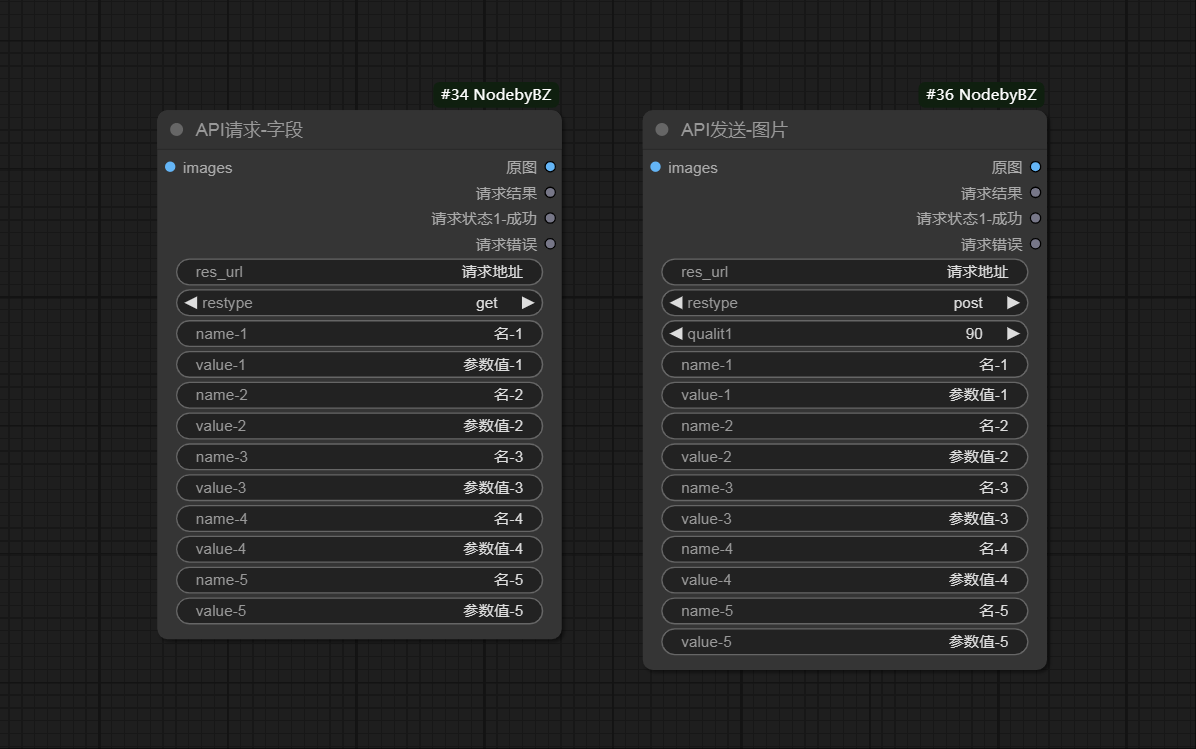 #34 NodebyBZ
API请求-字段
images 原图
请求结果
请求状态1-成功
请求错误
res_url 请求地址
restype get
name-1 名-1
value-1 参数值-1
name-2 名-2
value-2 参数值-2
name-3 名-3
value-3 参数值-3
name-4 名-4
value-4 参数值-4
name-5 名-5
value-5 参数值-5
#36 NodebyBZ
API发送-图片
images 原图
请求结果
请求状态1-成功
请求错误
res_url 请求地址
restype post
qualit1 90
name-1 名-1
value-1 参数值-1
name-2 名-2
value-2 参数值-2
name-3 名-3
value-3 参数值-3
name-4 名-4
value-4 参数值-4
name-5 名-5
value-5 参数值-5